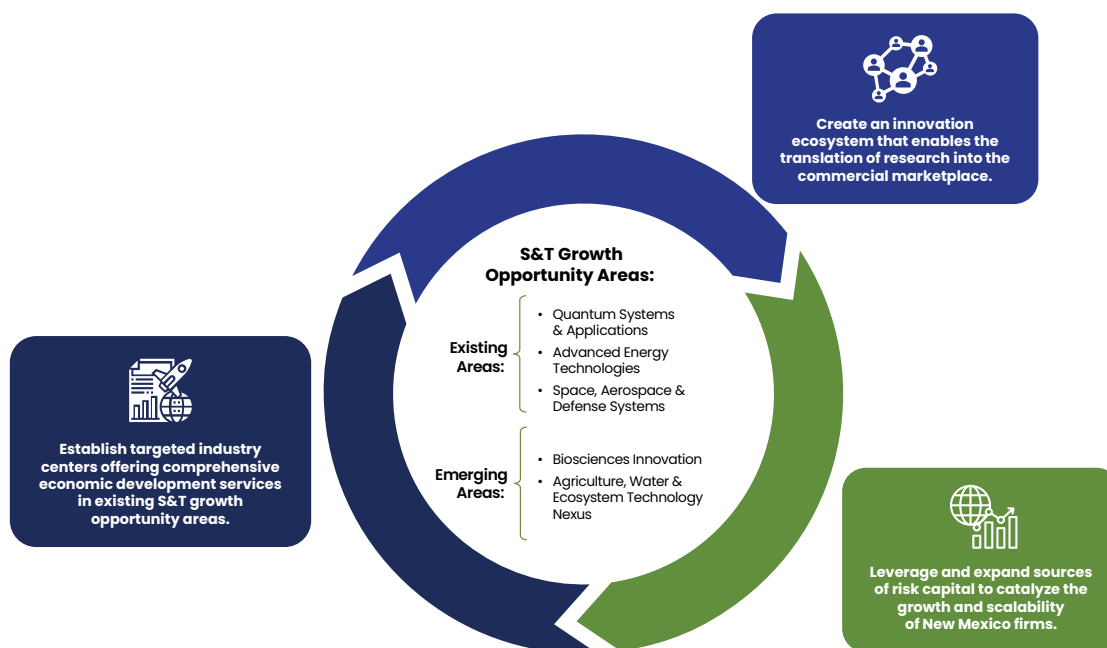 Create an innovation
ecosystem that enables the
translation of research into the
commercial marketplace.
S&T Growth
Opportunity Areas:
Existing
Areas:
• Quantum Systems
& Applications
• Advanced Energy
Technologies
• Space, Aerospace &
Defense Systems
Emerging
Areas:
• Biosciences Innovation
• Agriculture, Water &
Ecosystem Technology
Nexus
Establish targeted industry
centers offering comprehensive
economic development services
in existing S&T growth
opportunity areas.
Leverage and expand sources
of risk capital to catalyze the
growth and scalability
of New Mexico firms.